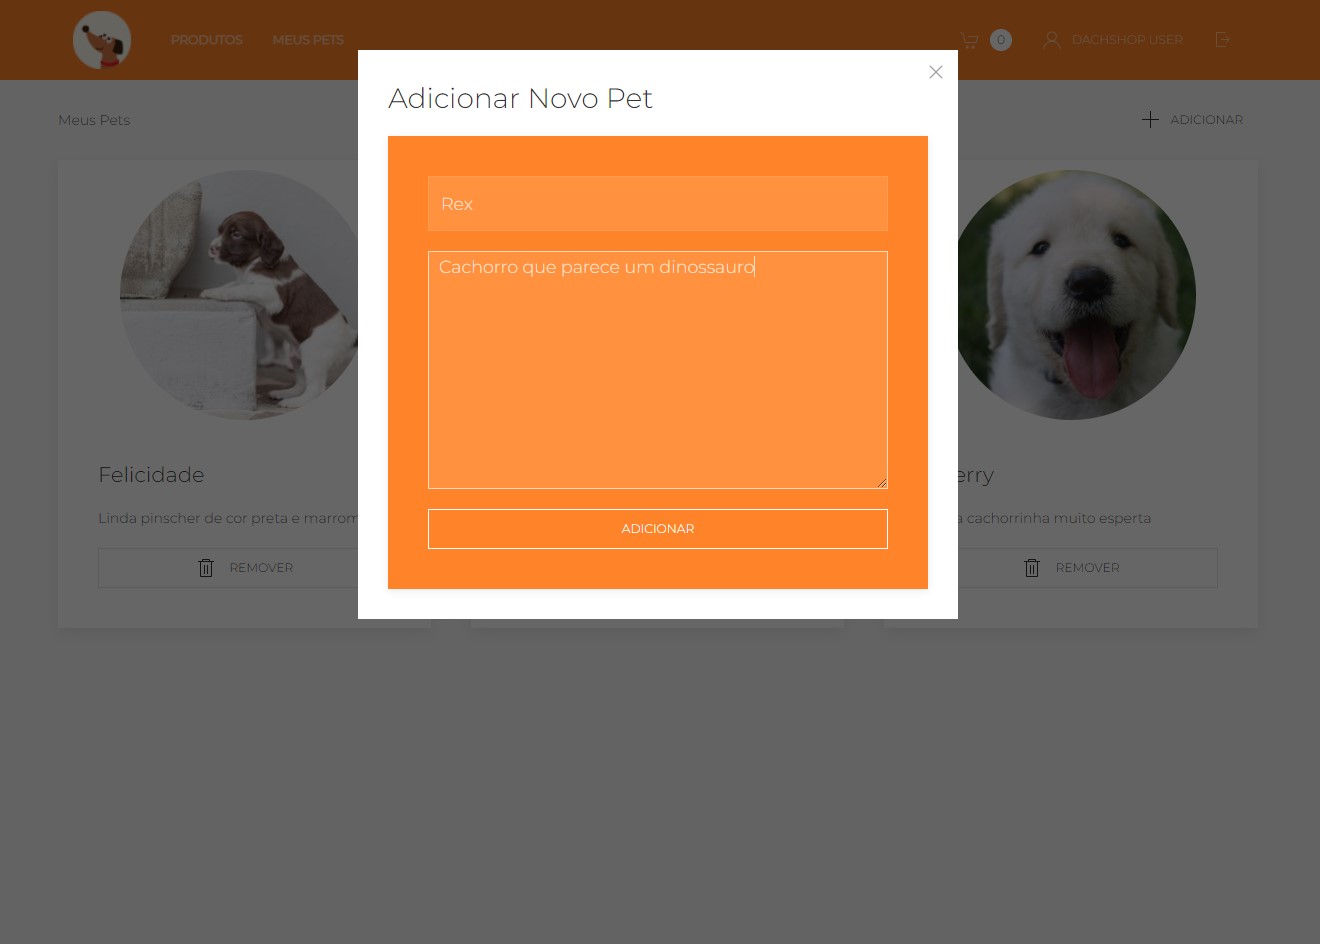 PRODUTOS
MEUS PETS
0
DACHSHOP USER
Meus Pets
ADICIONAR
Adicionar Novo Pet
Rex
Cachorro que parece um dinossauro
ADICIONAR
Felicidade
Linda pinscher de cor preta e marrom
REMOVER
erry
a cachorrinha muito esperta
REMOVER